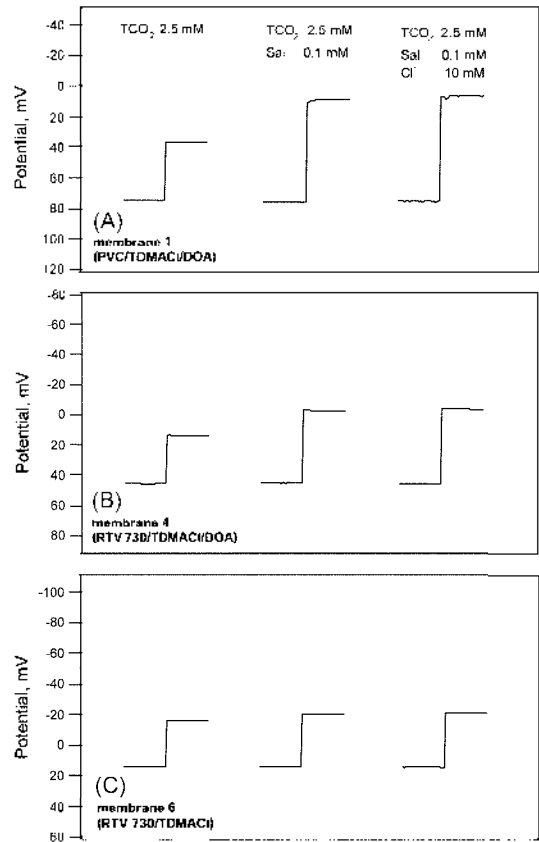 TCO2 2.5 mM
TCO2 2.5 mM
Sal 0.1 mM
TCO2 2.5 mM
Sal 0.1 mM
Cl- 10 mM
Potential, mV
-40
-20
0
20
40
60
80
100
120
(A)
membrane 1
(PVC/TDMACl/DOA)
Potential, mV
-80
-60
-40
-20
0
20
40
60
80
(B)
membrane 4
(RTV 730/TDMACl/DOA)
Potential, mV
-100
-80
-60
-40
-20
0
20
40
60
(C)
membrane 6
(RTV 730/TDMACl)